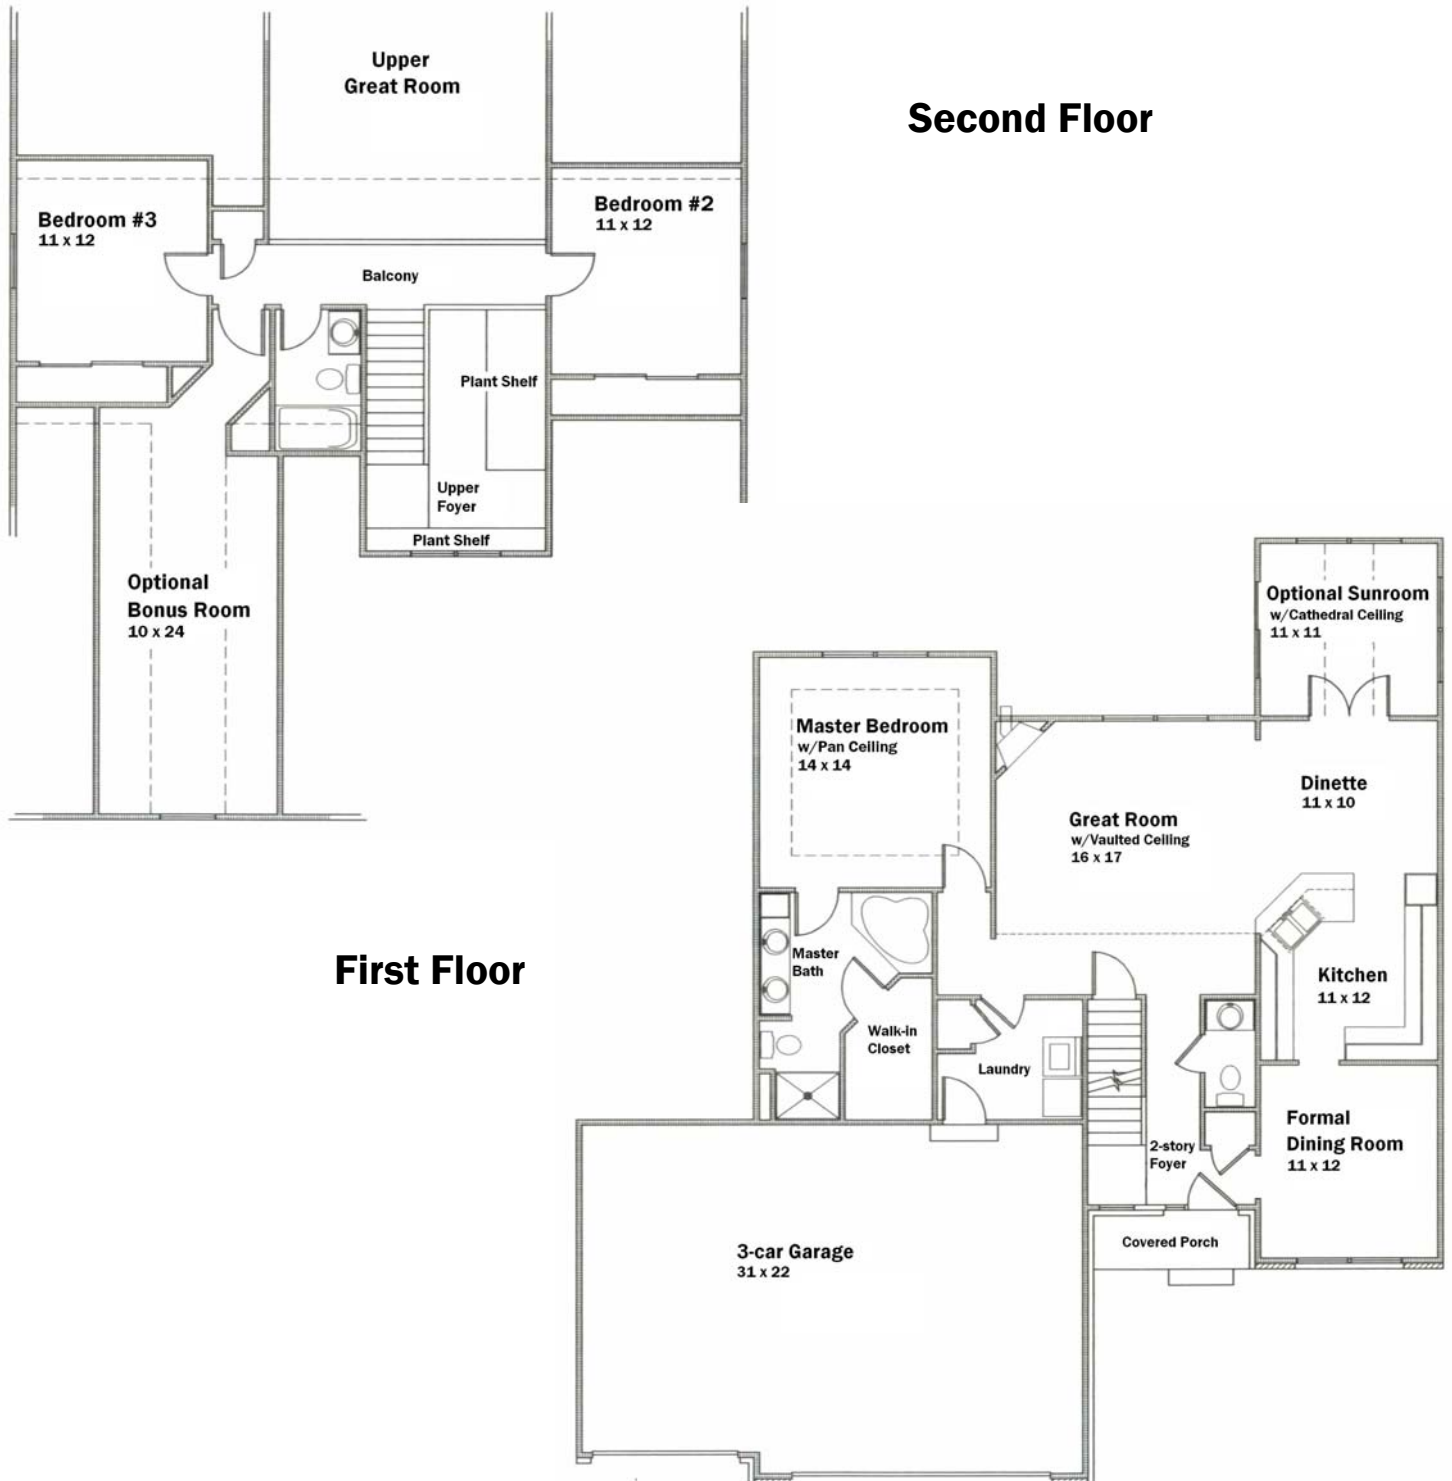 Second Floor
Upper
Great Room
Bedroom #3
11 x 12
Bedroom #2
11 x 12
Balcony
Plant Shelf
Upper
Foyer
Plant Shelf
Optional
Bonus Room
10 x 24
First Floor
Optional Sunroom
w/Cathedral Ceiling
11 x 11
Master Bedroom
w/Pan Ceiling
14 x 14
Dinette
11 x 10
Great Room
w/Vaulted Ceiling
16 x 17
Master
Bath
Kitchen
11 x 12
Walk-in
Closet
Laundry
Formal
Dining Room
11 x 12
2-story
Foyer
Covered Porch
3-car Garage
31 x 22